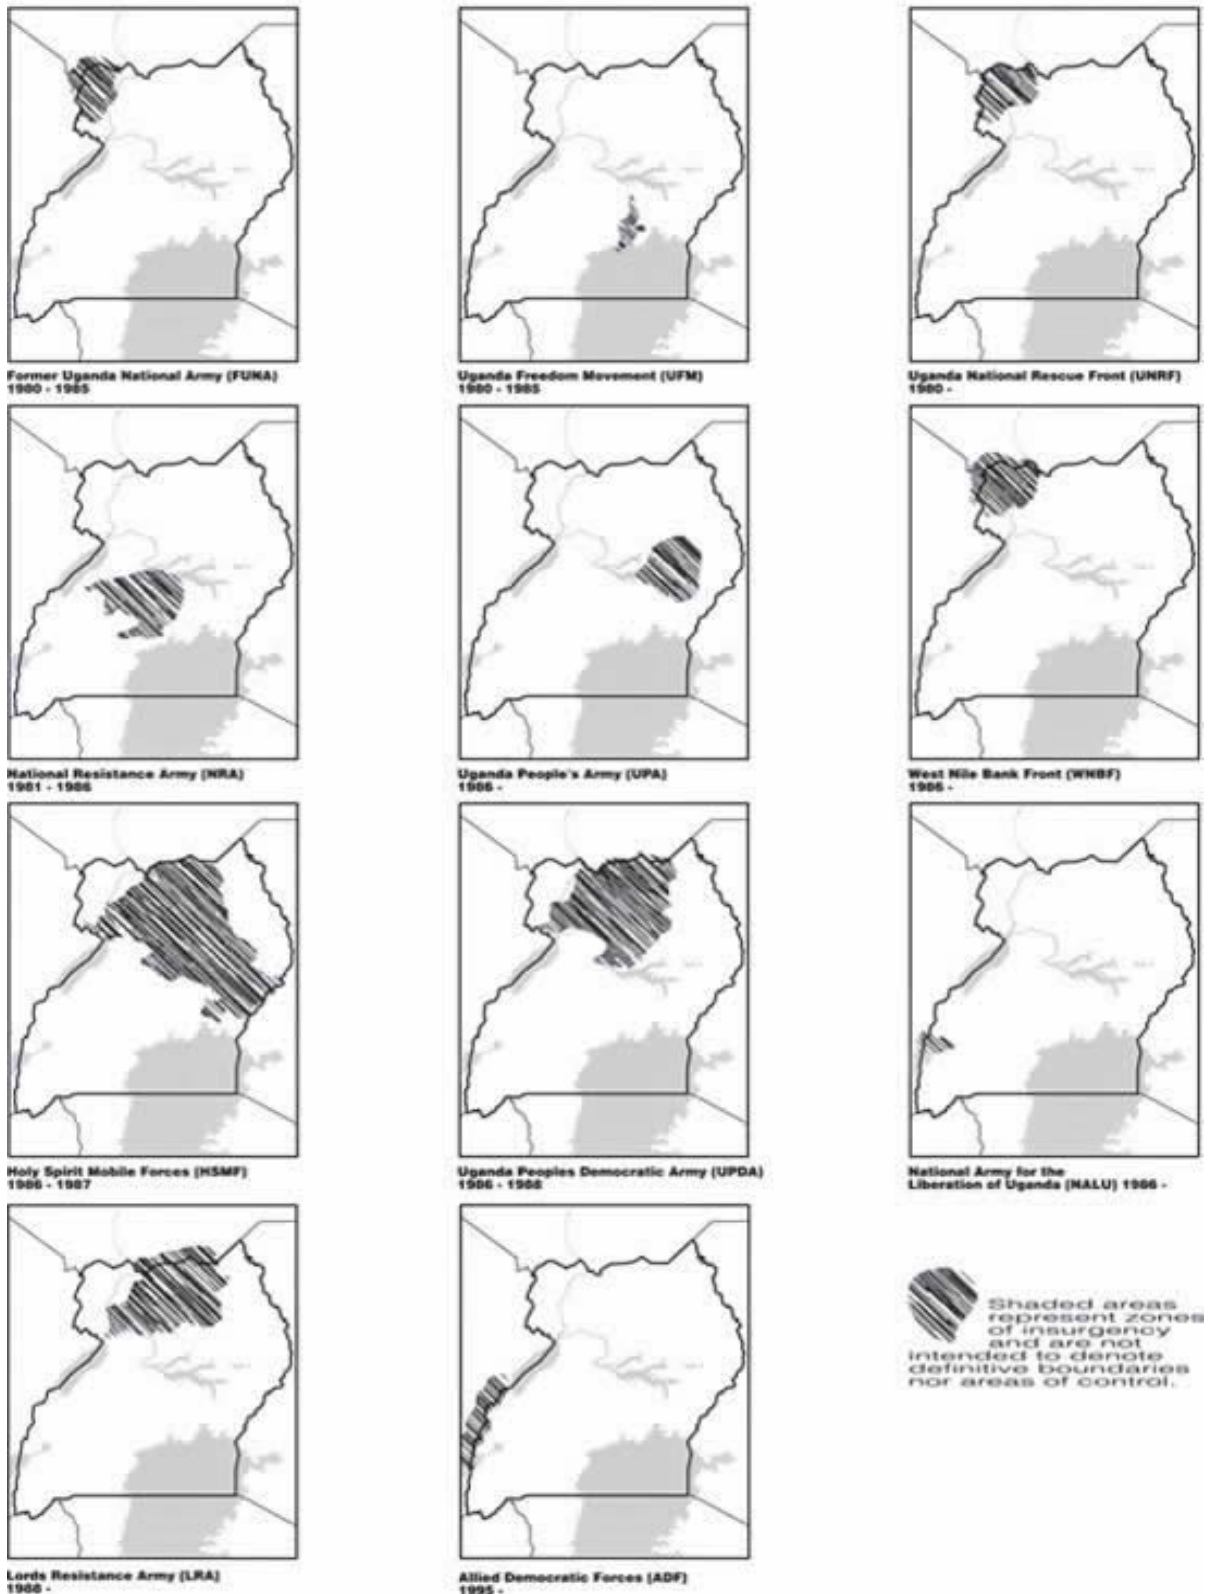 Former Uganda National Army (FUNA)
1980 - 1985
Uganda Freedom Movement (UFM)
1980 - 1985
Uganda National Rescue Front (UNRF)
1980 -
National Resistance Army (NRA)
1981 - 1986
Uganda People's Army (UPA)
1986 -
West Nile Bank Front (WNBF)
1986 -
Holy Spirit Mobile Forces (HSMF)
1986 - 1987
Uganda Peoples Democratic Army (UPDA)
1986 - 1988
National Army for the
Liberation of Uganda (NALU) 1986 -
Lords Resistance Army (LRA)
1988 -
Allied Democratic Forces (ADF)
1995 -
Shaded areas
represent zones
of insurgency
and are not
intended to denote
definitive boundaries
nor areas of control.